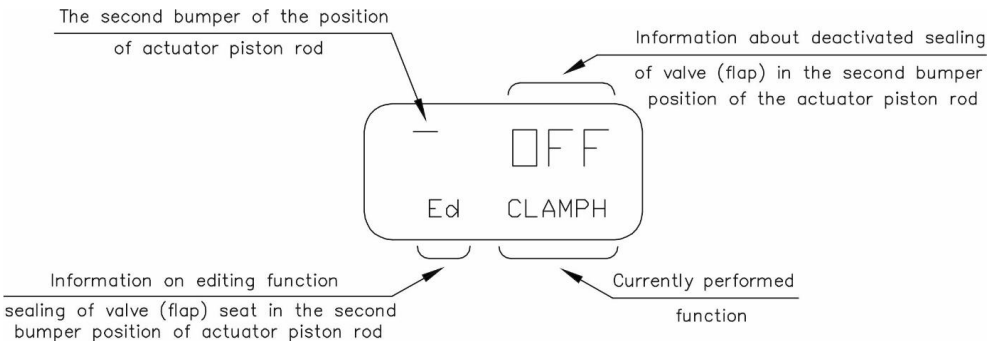 The second bumper of the position
of actuator piston rod
Information about deactivated sealing
of valve (flap) in the second bumper
position of the actuator piston rod
OFF
Ed CLAMPH
Information on editing function
sealing of valve (flap) seat in the second
bumper position of actuator piston rod
Currently performed
function